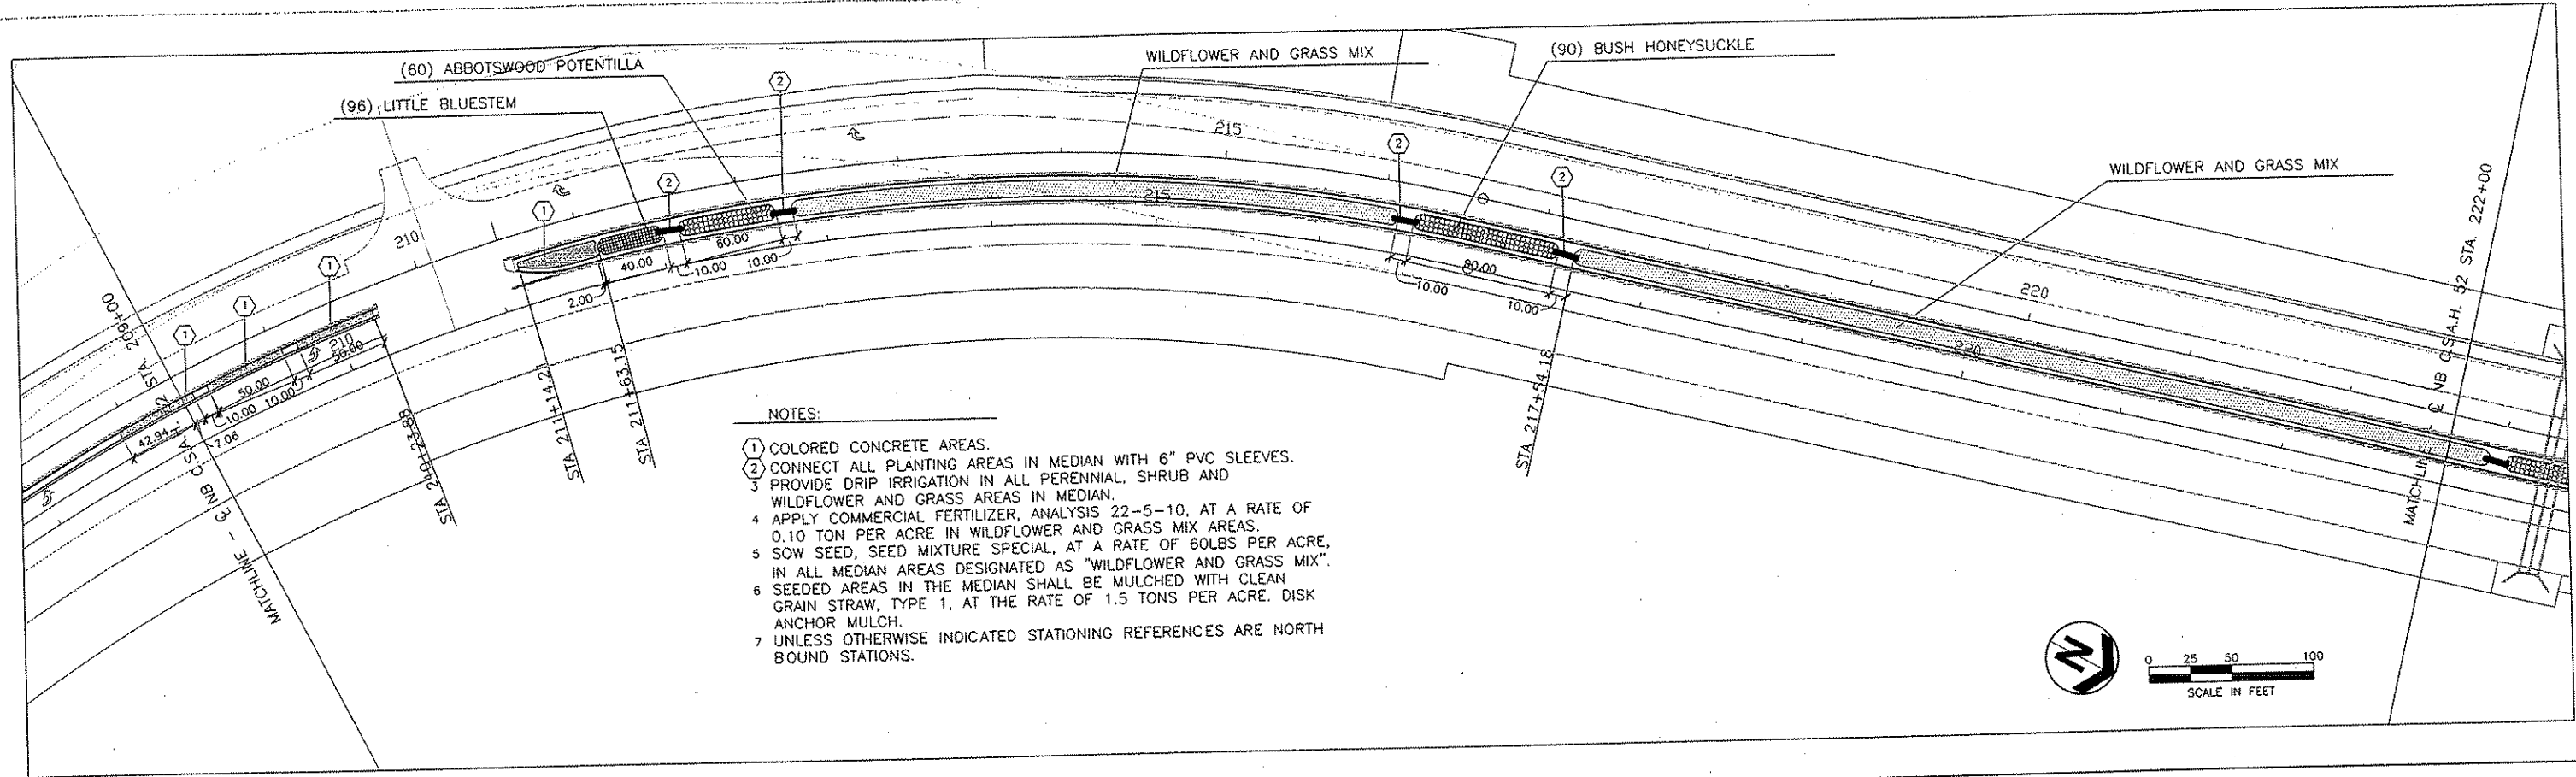 (60) ABBOTSWOOD POTENTILLA
(96) LITTLE BLUESTEM
WILDFLOWER AND GRASS MIX
(90) BUSH HONEYSUCKLE
WILDFLOWER AND GRASS MIX
2
2
2
2
1
1
1
1
215
215
210
210
220
220
60.00
40.00
10.00
10.00
2.00
80.00
10.00
10.00
50.00
50.00
10.00
10.00
42.94
7.06
STA. 209+00
MATCHLINE - ℄ NB C.S.A.H. 52
STA 210+23.88
STA 211+14.21
STA 211+63.15
STA 217+54.18
MATCHLINE - ℄ NB C.S.A.H. 52 STA. 222+00
NOTES:
1 COLORED CONCRETE AREAS.
2 CONNECT ALL PLANTING AREAS IN MEDIAN WITH 6" PVC SLEEVES.
3 PROVIDE DRIP IRRIGATION IN ALL PERENNIAL, SHRUB AND
WILDFLOWER AND GRASS AREAS IN MEDIAN.
4 APPLY COMMERCIAL FERTILIZER, ANALYSIS 22-5-10, AT A RATE OF
0.10 TON PER ACRE IN WILDFLOWER AND GRASS MIX AREAS.
5 SOW SEED, SEED MIXTURE SPECIAL, AT A RATE OF 60LBS PER ACRE,
IN ALL MEDIAN AREAS DESIGNATED AS "WILDFLOWER AND GRASS MIX".
6 SEEDED AREAS IN THE MEDIAN SHALL BE MULCHED WITH CLEAN
GRAIN STRAW, TYPE 1, AT THE RATE OF 1.5 TONS PER ACRE. DISK
ANCHOR MULCH.
7 UNLESS OTHERWISE INDICATED STATIONING REFERENCES ARE NORTH
BOUND STATIONS.
N
0 25 50 100
SCALE IN FEET